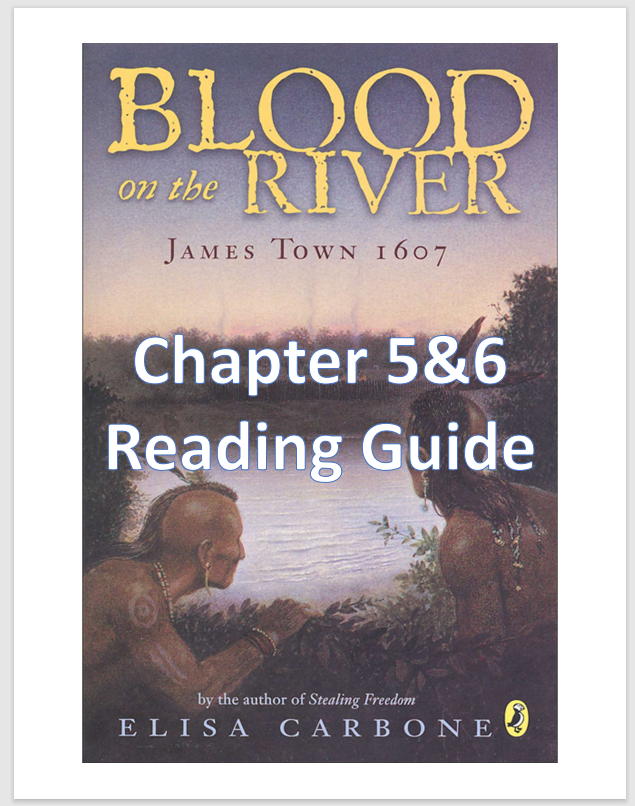 BLOOD
on the RIVER
JAMES TOWN 1607
Chapter 5&6
Reading Guide
by the author of Stealing Freedom
ELISA CARBONE